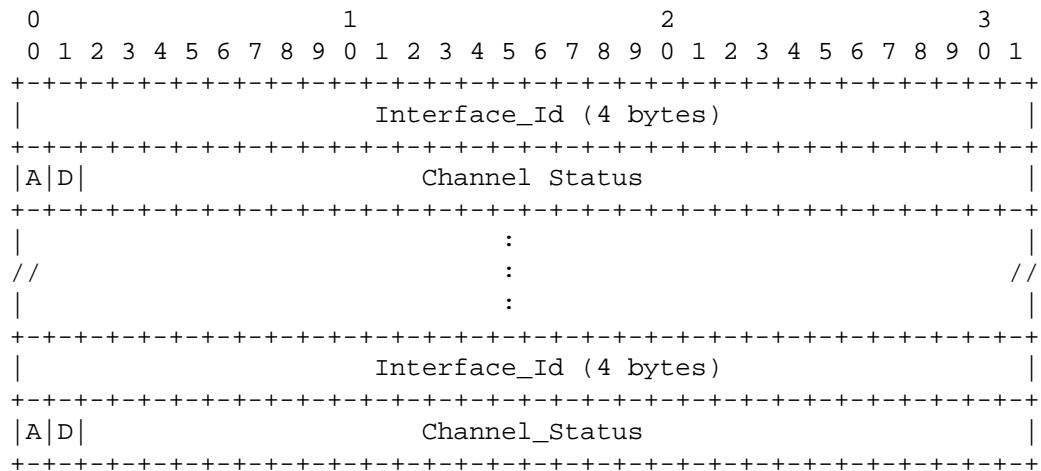 0                   1                   2                   3
 0 1 2 3 4 5 6 7 8 9 0 1 2 3 4 5 6 7 8 9 0 1 2 3 4 5 6 7 8 9 0 1
+-+-+-+-+-+-+-+-+-+-+-+-+-+-+-+-+-+-+-+-+-+-+-+-+-+-+-+-+-+-+-+-+
|                      Interface_Id (4 bytes)                   |
+-+-+-+-+-+-+-+-+-+-+-+-+-+-+-+-+-+-+-+-+-+-+-+-+-+-+-+-+-+-+-+-+
|A|D|                     Channel Status                        |
+-+-+-+-+-+-+-+-+-+-+-+-+-+-+-+-+-+-+-+-+-+-+-+-+-+-+-+-+-+-+-+-+
|                              :                                |
//                             :                               //
|                              :                                |
+-+-+-+-+-+-+-+-+-+-+-+-+-+-+-+-+-+-+-+-+-+-+-+-+-+-+-+-+-+-+-+-+
|                      Interface_Id (4 bytes)                   |
+-+-+-+-+-+-+-+-+-+-+-+-+-+-+-+-+-+-+-+-+-+-+-+-+-+-+-+-+-+-+-+-+
|A|D|                     Channel_Status                        |
+-+-+-+-+-+-+-+-+-+-+-+-+-+-+-+-+-+-+-+-+-+-+-+-+-+-+-+-+-+-+-+-+